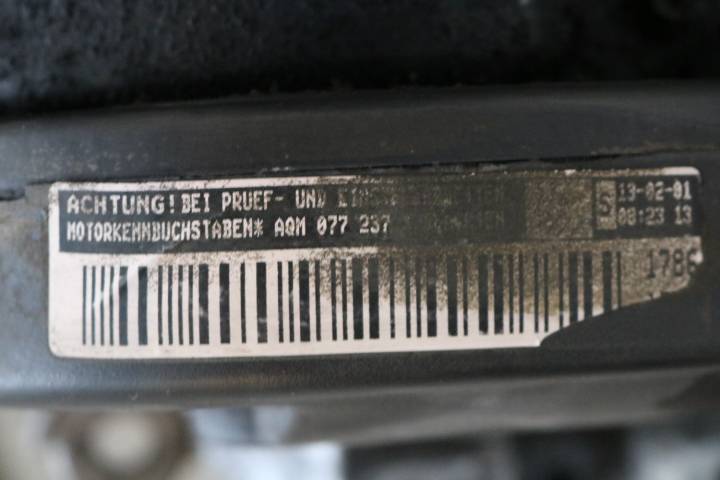 ACHTUNG! BEI PRUEF- UND
MOTORKENNBUCHSTABEN* AQM 077 237
S 13-02-01
08:23 13
1786